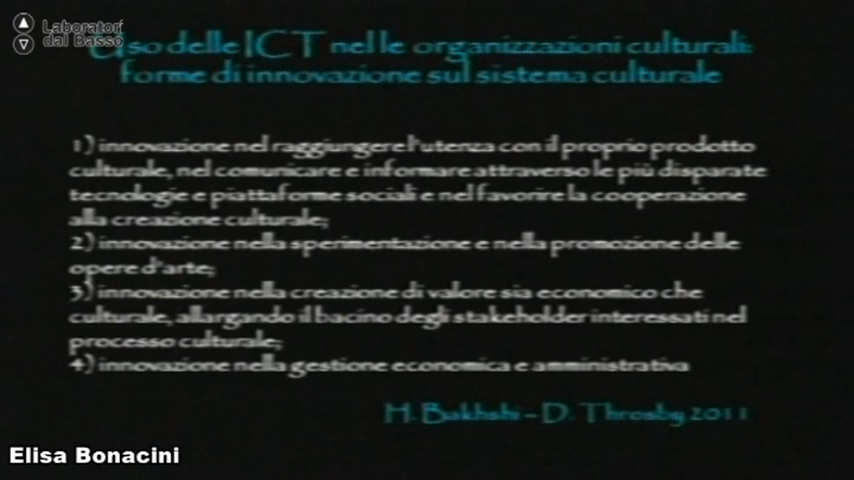 Laboratori
dal Basso
Uso delle ICT nelle organizzazioni culturali:
forme di innovazione sul sistema culturale
1) innovazione nel raggiungere l'utenza con il proprio prodotto
culturale, nel comunicare e informare attraverso le più disparate
tecnologie e piattaforme sociali e nel favorire la cooperazione
alla creazione culturale;
2) innovazione nella sperimentazione e nella promozione delle
opere d'arte;
3) innovazione nella creazione di valore sia economico che
culturale, allargando il bacino degli stakeholder interessati nel
processo culturale;
4) innovazione nella gestione economica e amministrativa
H. Bakhshi – D. Throsby 2011
Elisa Bonacini